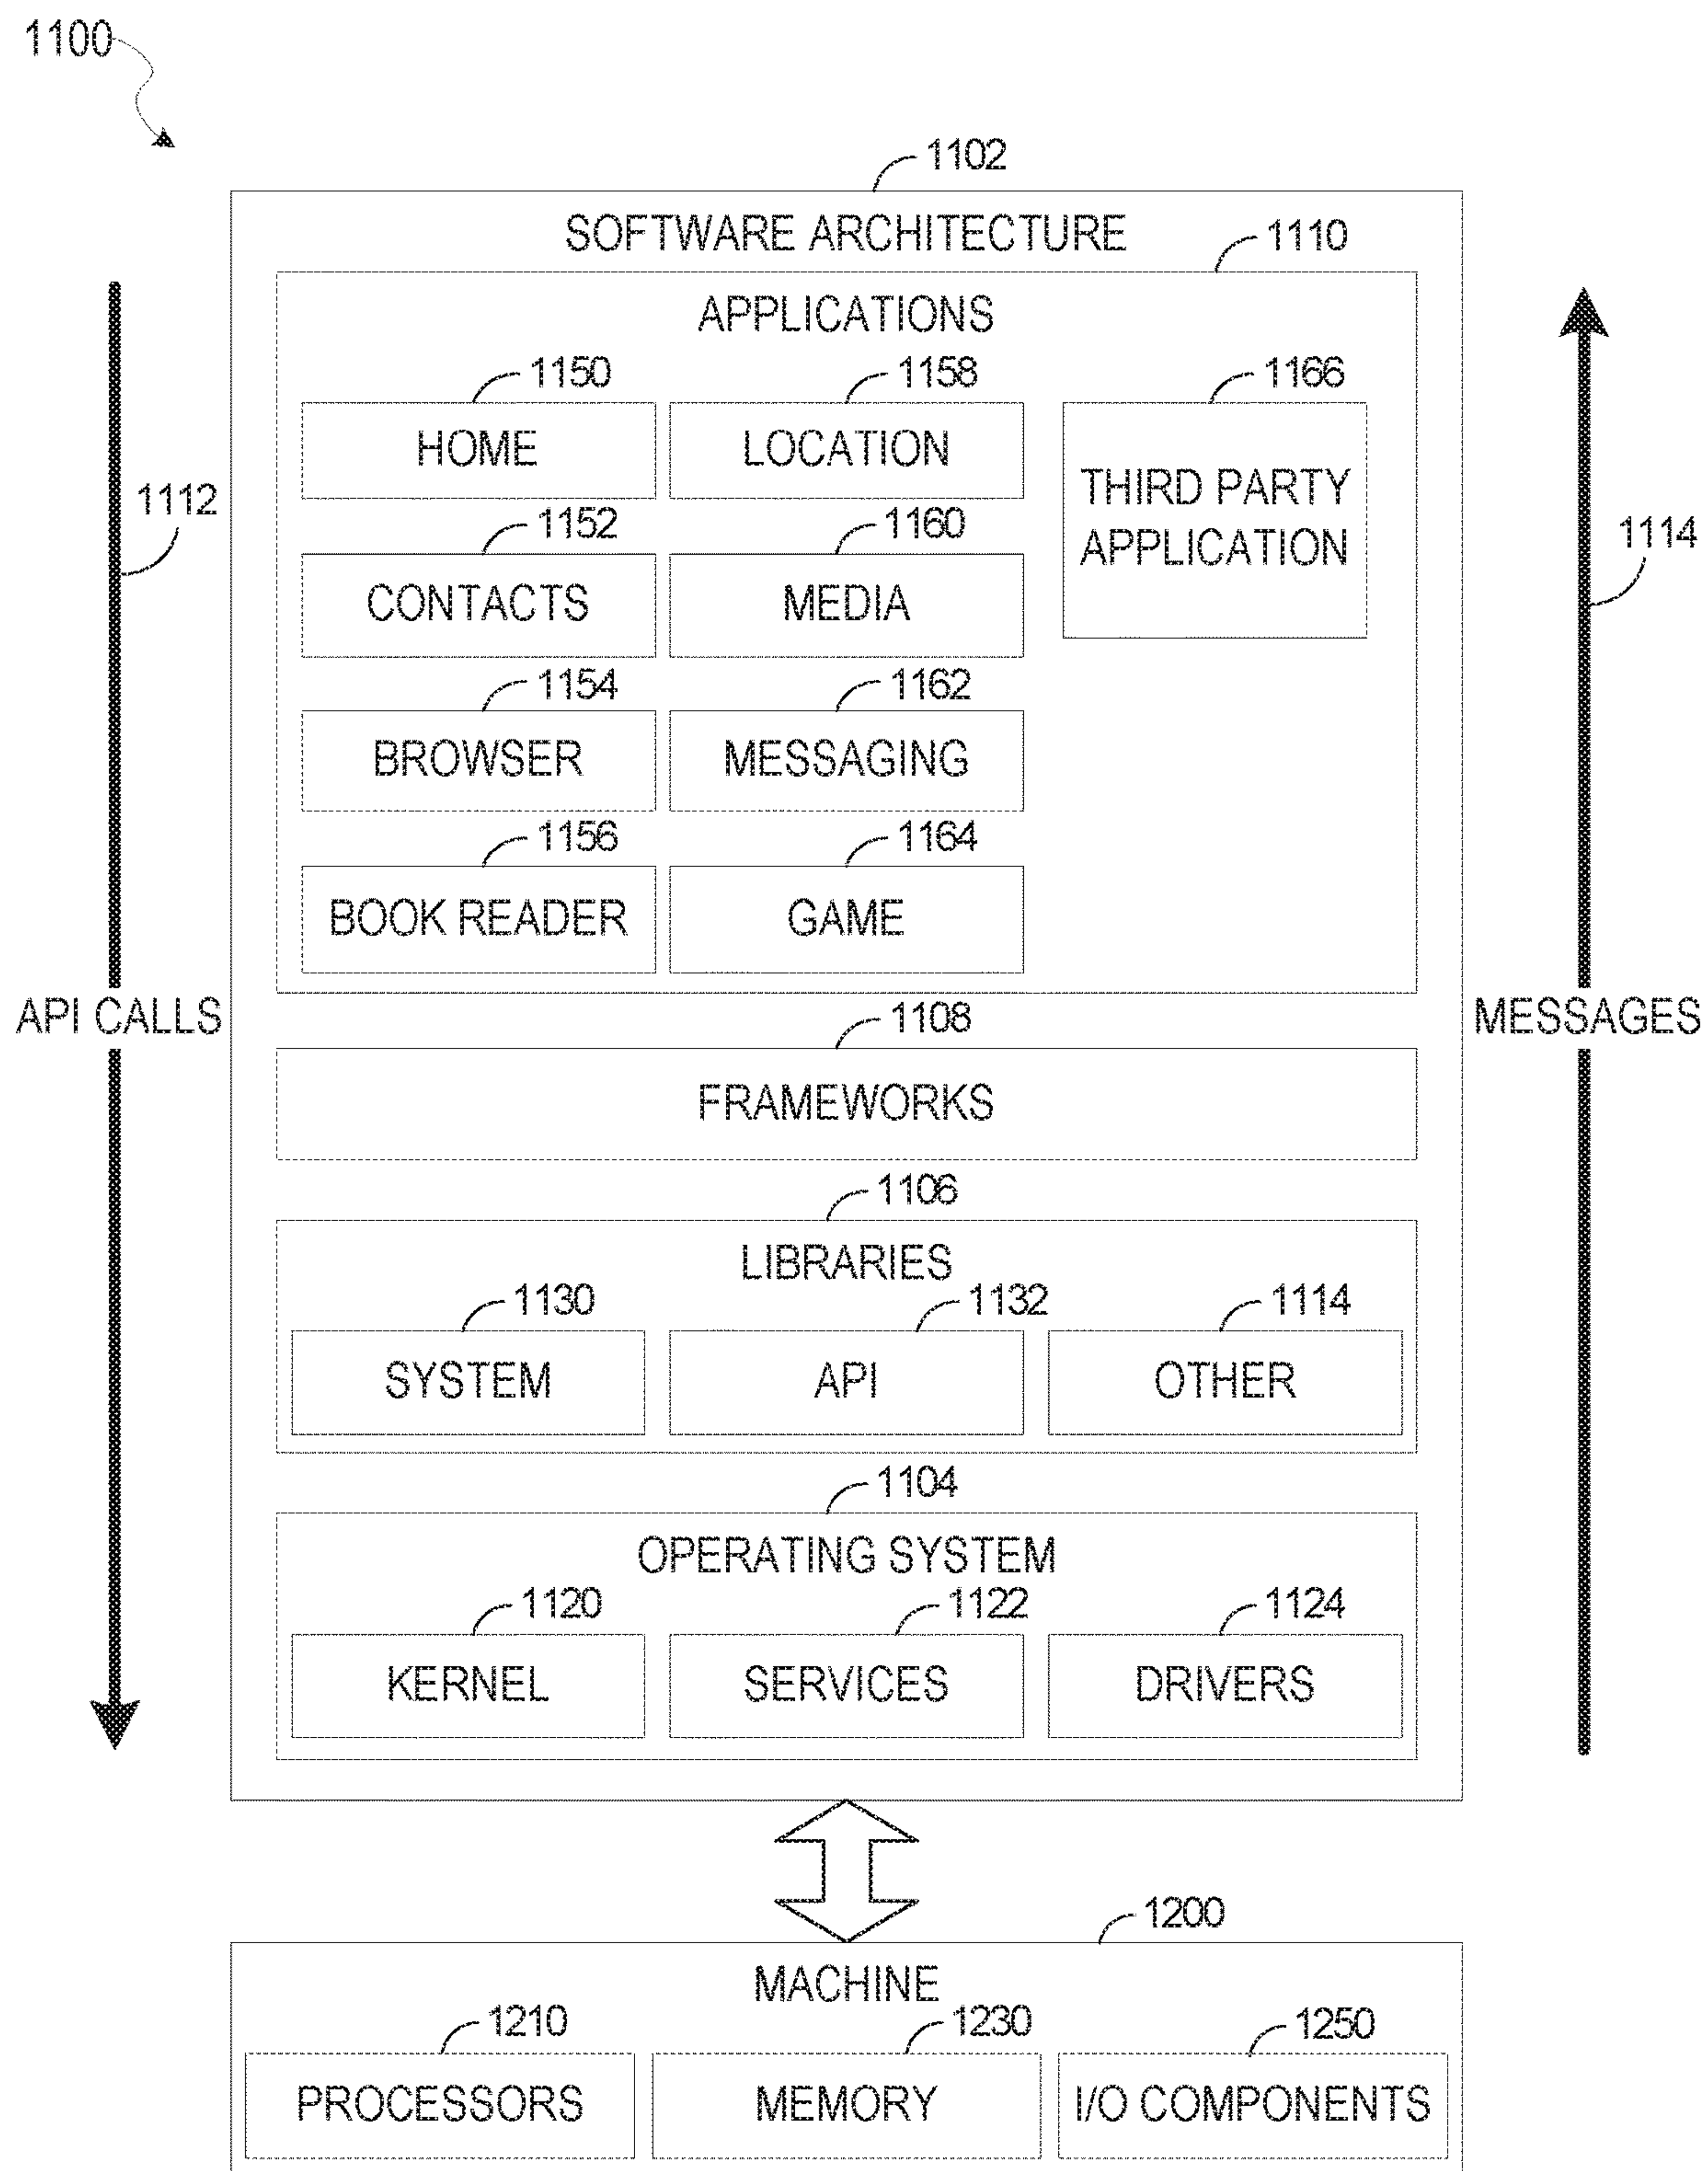 1100
1102
SOFTWARE ARCHITECTURE
1110
APPLICATIONS
1150
1158
1166
HOME
LOCATION
THIRD PARTY
APPLICATION
1112
1114
1152
1160
CONTACTS
MEDIA
1154
1162
BROWSER
MESSAGING
1156
1164
BOOK READER
GAME
API CALLS
MESSAGES
1108
FRAMEWORKS
1106
LIBRARIES
1130
1132
1114
SYSTEM
API
OTHER
1104
OPERATING SYSTEM
1120
1122
1124
KERNEL
SERVICES
DRIVERS
1200
MACHINE
1210
1230
1250
PROCESSORS
MEMORY
I/O COMPONENTS